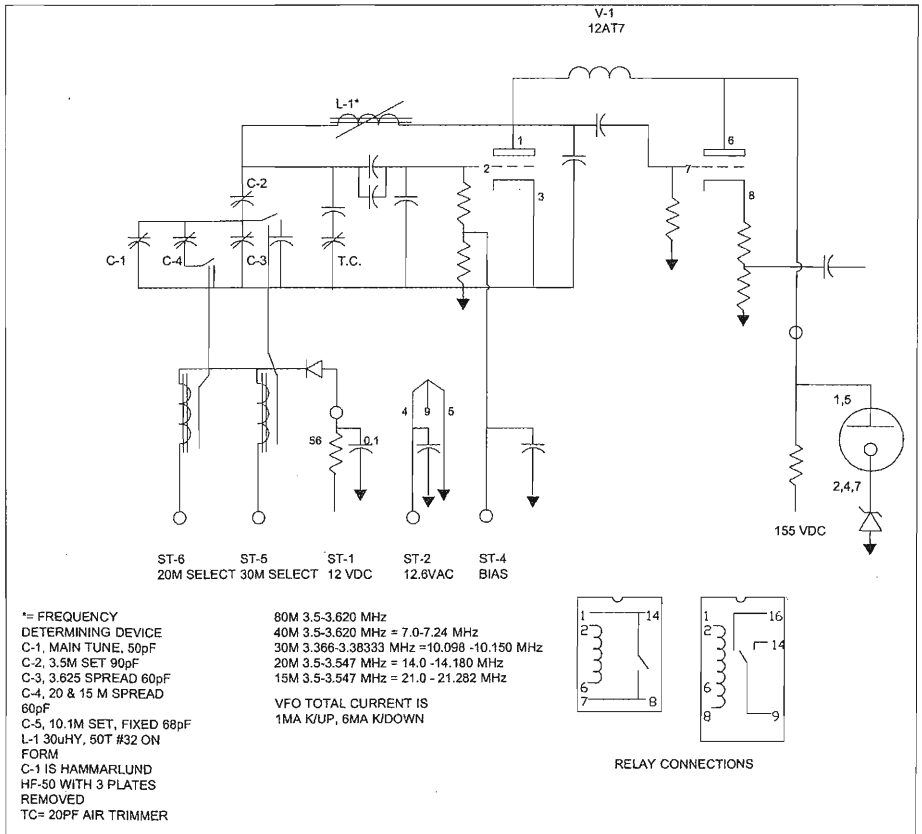 V-1
12AT7
L-1*
1
6
2
7
3
8
C-2
C-1
C-4
C-3
T.C.
4
9
5
56
0.1
1,5
2,4,7
155 VDC
ST-6
20M SELECT
ST-5
30M SELECT
ST-1
12 VDC
ST-2
12.6VAC
ST-4
BIAS
*= FREQUENCY
DETERMINING DEVICE
C-1, MAIN TUNE, 50pF
C-2, 3.5M SET 90pF
C-3, 3.625 SPREAD 60pF
C-4, 20 & 15 M SPREAD
60pF
C-5, 10.1M SET, FIXED 68pF
L-1 30uHY, 50T #32 ON
FORM
C-1 IS HAMMARLUND
HF-50 WITH 3 PLATES
REMOVED
TC= 20PF AIR TRIMMER
80M 3.5-3.620 MHz
40M 3.5-3.620 MHz = 7.0-7.24 MHz
30M 3.366-3.38333 MHz =10.098 -10.150 MHz
20M 3.5-3.547 MHz = 14.0 -14.180 MHz
15M 3.5-3.547 MHz = 21.0 - 21.282 MHz
VFO TOTAL CURRENT IS
1MA K/UP, 6MA K/DOWN
1
14
2
6
7
8
1
16
2
14
6
8
9
RELAY CONNECTIONS